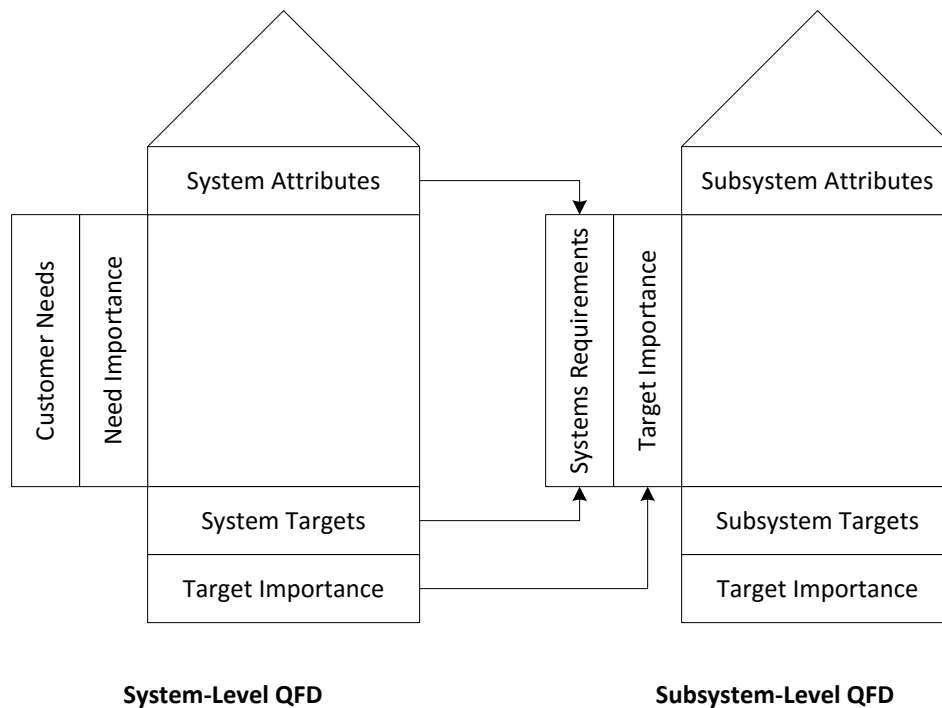 System Attributes
Customer Needs
Need Importance
System Targets
Target Importance
System-Level QFD
Subsystem Attributes
Systems Requirements
Target Importance
Subsystem Targets
Target Importance
Subsystem-Level QFD